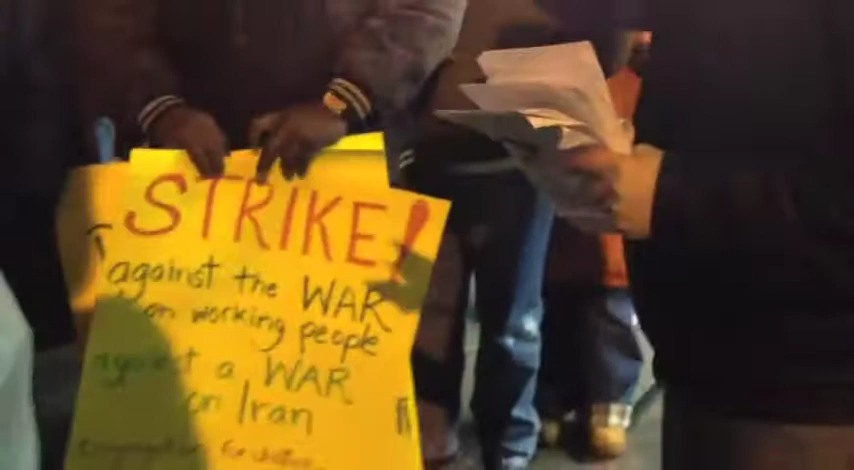 STRIKE!
against the WAR
on working people
against a WAR
on Iran